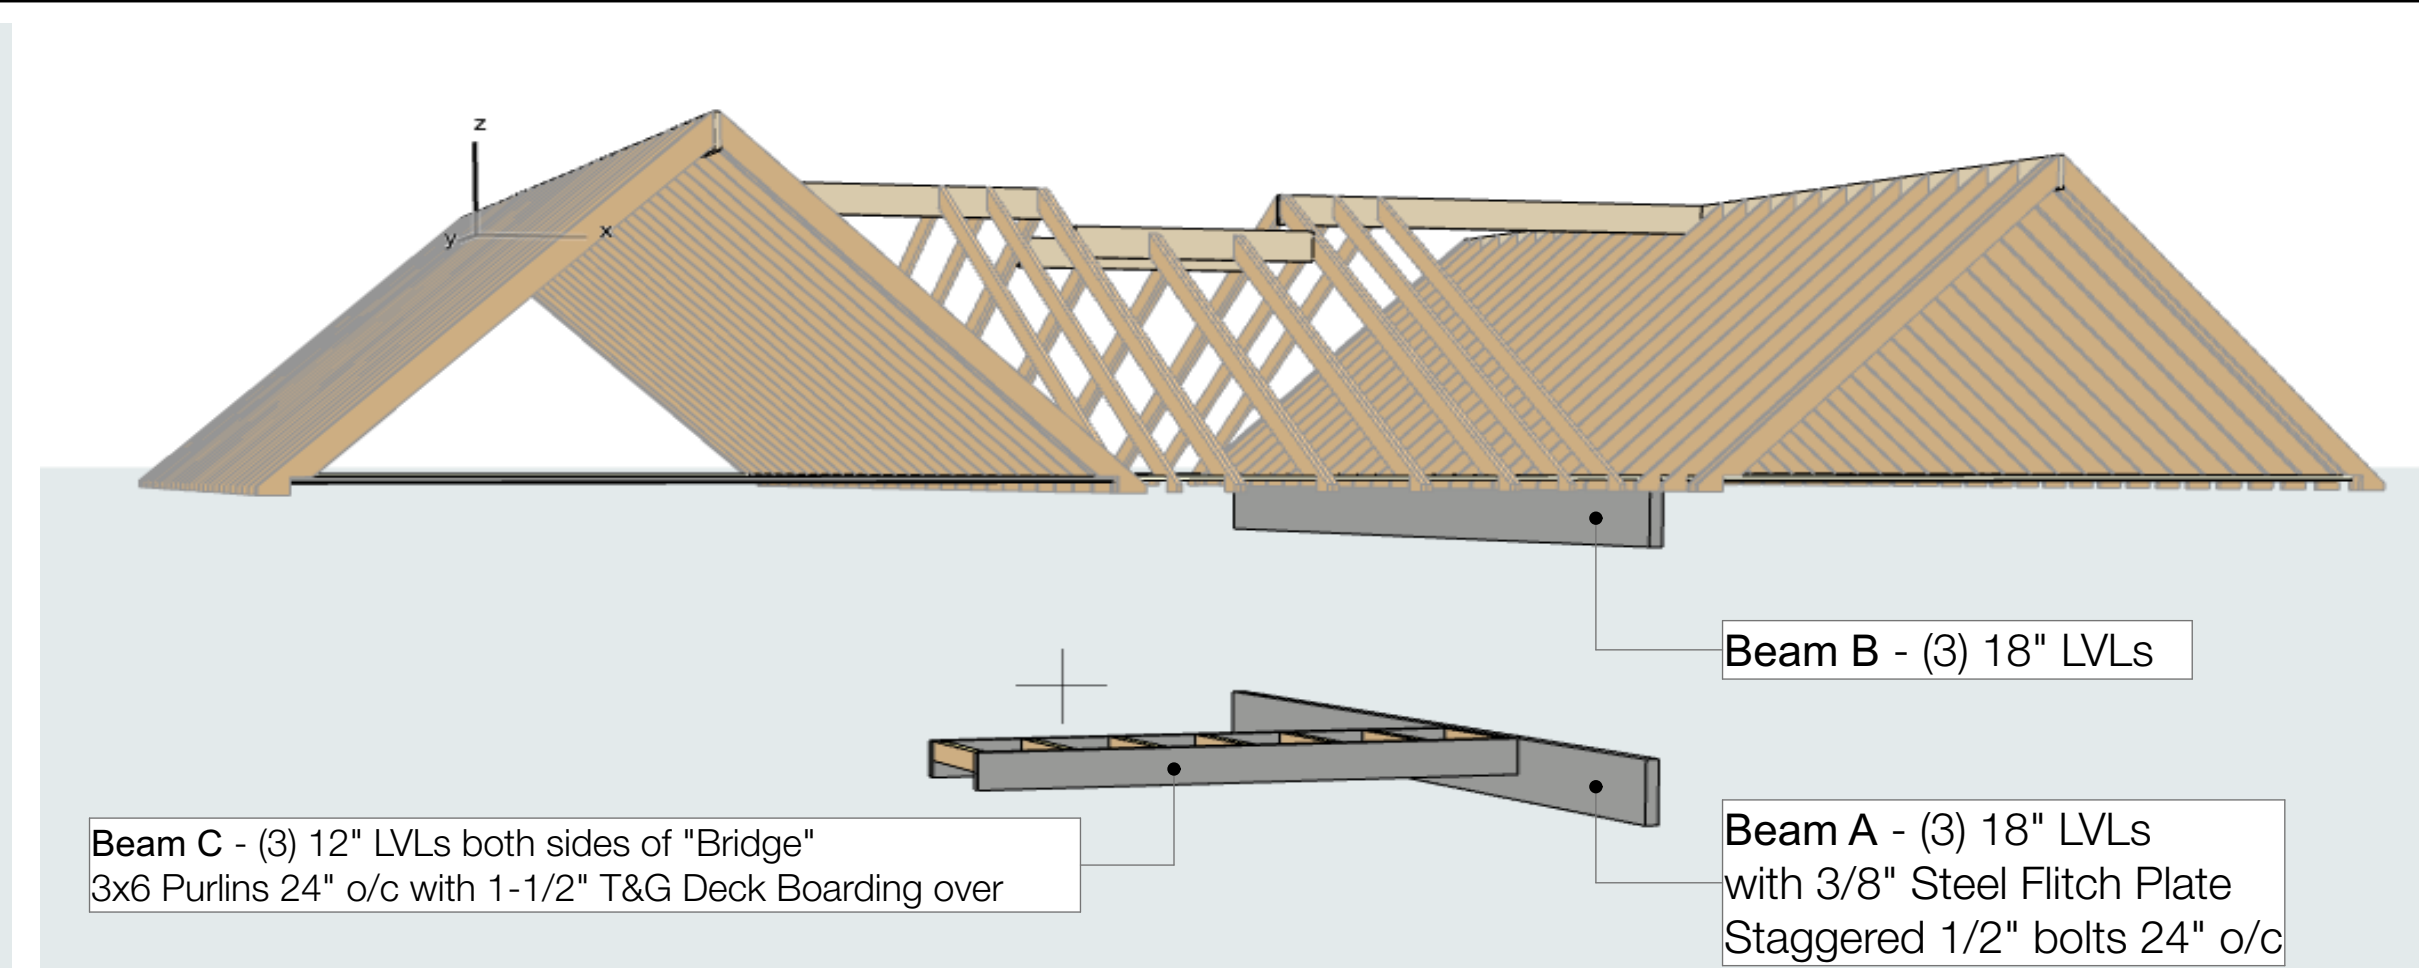 z
y
x
Beam B - (3) 18" LVLs
Beam C - (3) 12" LVLs both sides of "Bridge"
3x6 Purlins 24" o/c with 1-1/2" T&G Deck Boarding over
Beam A - (3) 18" LVLs
with 3/8" Steel Flitch Plate
Staggered 1/2" bolts 24" o/c